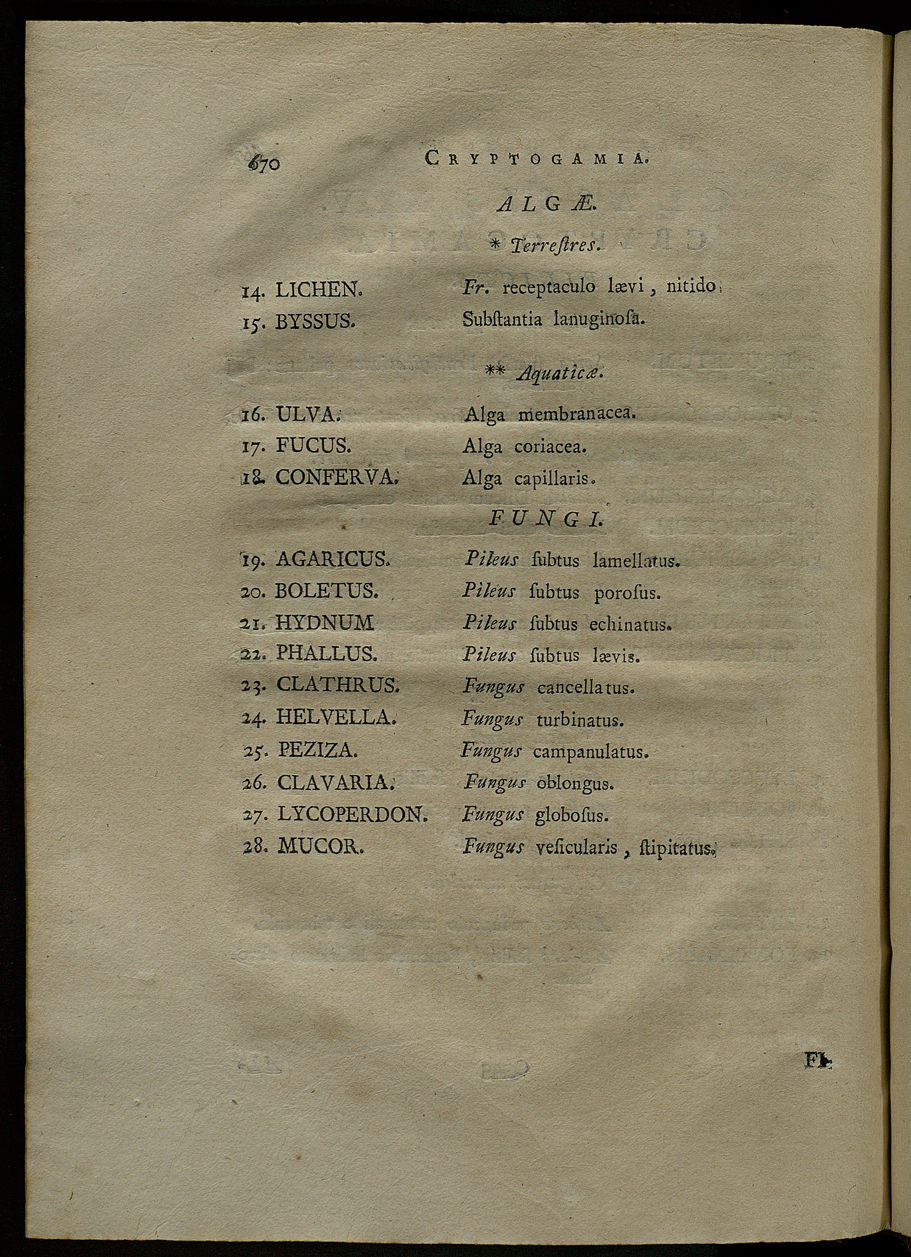 670 CRYPTOGAMIA.
ALGÆ.
* Terreſtres.
14. LICHEN. Fr. receptaculo lævi, nitido.
15. BYSSUS. Subſtantia lanuginoſa.
** Aquaticæ.
16. ULVA. Alga membranacea.
17. FUCUS. Alga coriacea.
18. CONFERVA. Alga capillaris.
FUNGI.
19. AGARICUS. Pileus ſubtus lamellatus.
20. BOLETUS. Pileus ſubtus poroſus.
21. HYDNUM Pileus ſubtus echinatus.
22. PHALLUS. Pileus ſubtus lævis.
23. CLATHRUS. Fungus cancellatus.
24. HELVELLA. Fungus turbinatus.
25. PEZIZA. Fungus campanulatus.
26. CLAVARIA. Fungus oblongus.
27. LYCOPERDON. Fungus globoſus.
28. MUCOR. Fungus veſicularis, ſtipitatus.
FI-